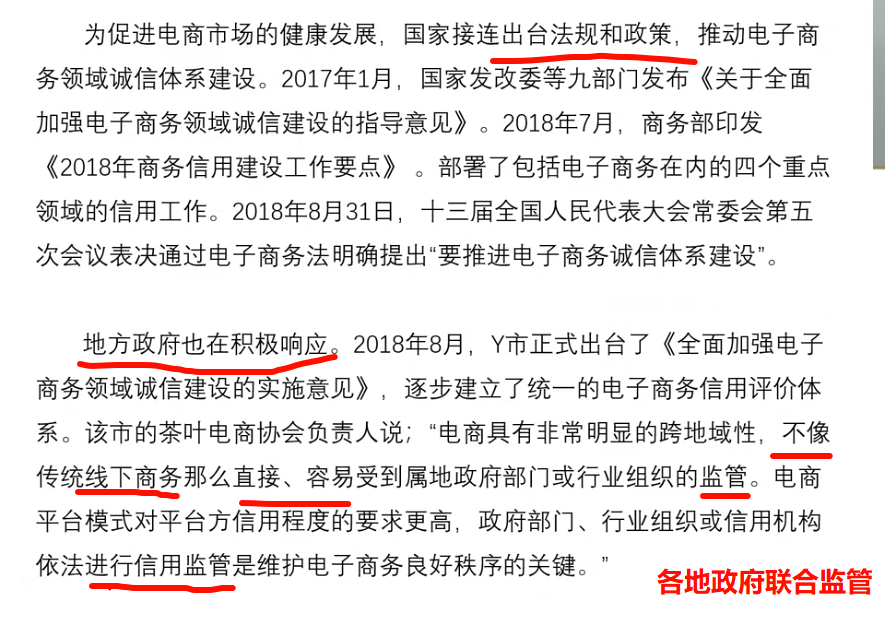 为促进电商市场的健康发展，国家接连出台法规和政策，推动电子商
务领域诚信体系建设。2017年1月，国家发改委等九部门发布《关于全面
加强电子商务领域诚信建设的指导意见》。2018年7月，商务部印发
《2018年商务信用建设工作要点》 。部署了包括电子商务在内的四个重点
领域的信用工作。2018年8月31日，十三届全国人民代表大会常委会第五
次会议表决通过电子商务法明确提出“要推进电子商务诚信体系建设”。
地方政府也在积极响应。2018年8月，Y市正式出台了《全面加强电子
商务领域诚信建设的实施意见》，逐步建立了统一的电子商务信用评价体
系。该市的茶叶电商协会负责人说；“电商具有非常明显的跨地域性，不像
传统线下商务那么直接、容易受到属地政府部门或行业组织的监管。电商
平台模式对平台方信用程度的要求更高，政府部门、行业组织或信用机构
依法进行信用监管是维护电子商务良好秩序的关键。”
各地政府联合监管